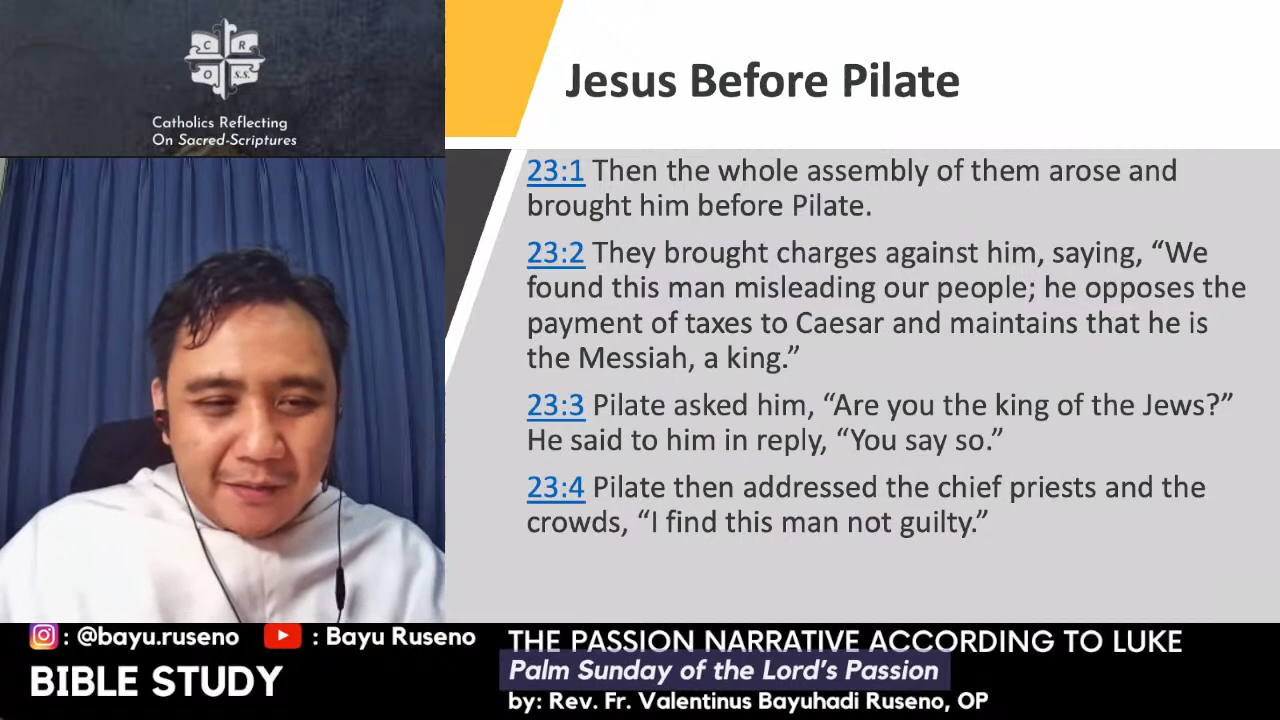 C R
O S.S.
Catholics Reflecting
On Sacred-Scriptures
Jesus Before Pilate
23:1 Then the whole assembly of them arose and
brought him before Pilate.
23:2 They brought charges against him, saying, “We
found this man misleading our people; he opposes the
payment of taxes to Caesar and maintains that he is
the Messiah, a king.”
23:3 Pilate asked him, “Are you the king of the Jews?”
He said to him in reply, “You say so.”
23:4 Pilate then addressed the chief priests and the
crowds, “I find this man not guilty.”
: @bayu.ruseno : Bayu Ruseno
BIBLE STUDY
THE PASSION NARRATIVE ACCORDING TO LUKE
Palm Sunday of the Lord’s Passion
by: Rev. Fr. Valentinus Bayuhadi Ruseno, OP